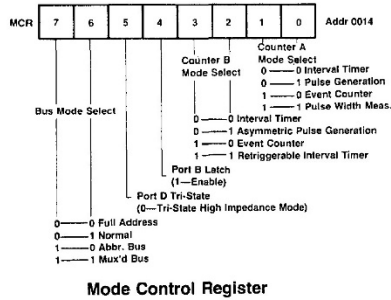 MCR 7 6 5 4 3 2 1 0 Addr 0014
Counter A
Mode Select
0 0 Interval Timer
0 1 Pulse Generation
1 0 Event Counter
1 1 Pulse Width Meas.
Counter B
Mode Select
0 0 Interval Timer
0 1 Asymmetric Pulse Generation
1 0 Event Counter
1 1 Retriggerable Interval Timer
Port B Latch
(1—Enable)
Port D Tri-State
(0—Tri-State High Impedance Mode)
Bus Mode Select
0 0 Full Address
0 1 Normal
1 0 Abbr. Bus
1 1 Mux'd Bus
Mode Control Register